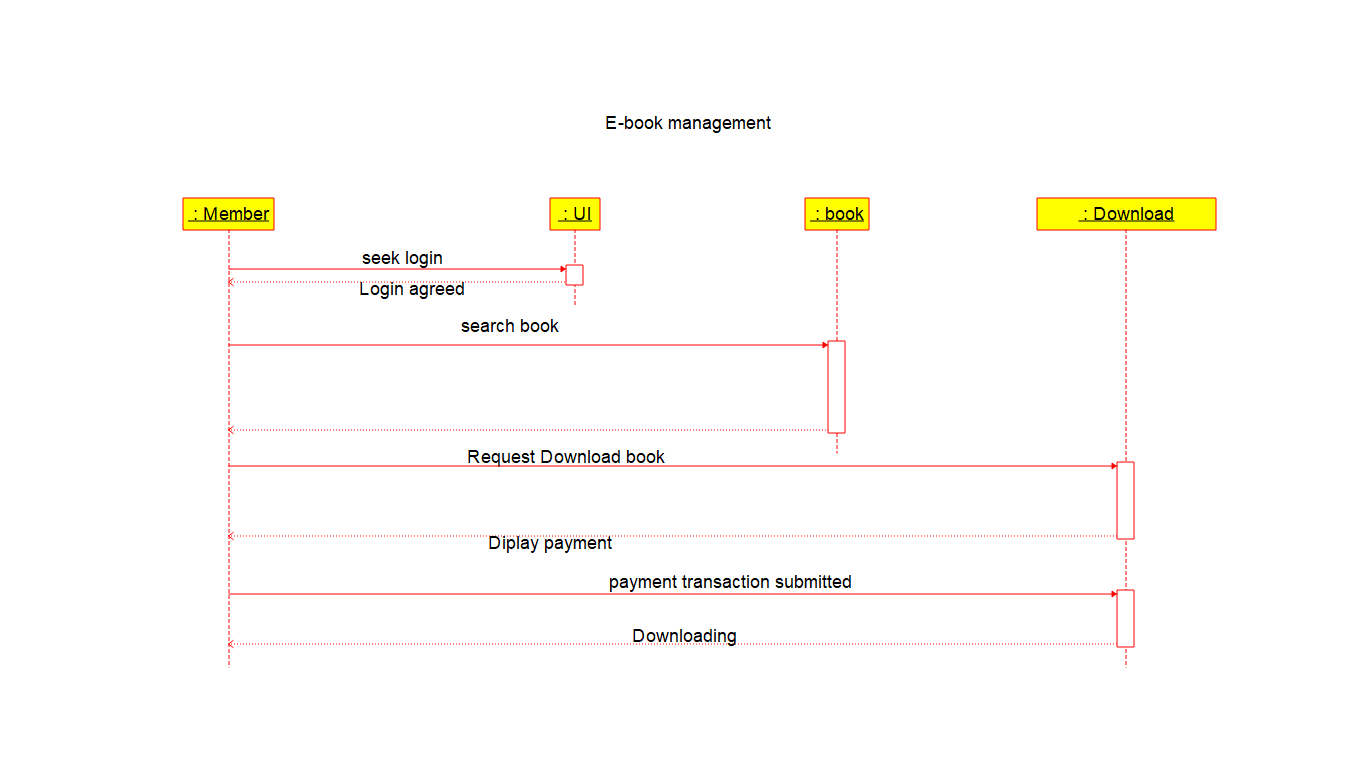 E-book management
: Member
: UI
: book
: Download
seek login
Login agreed
search book
Request Download book
Diplay payment
payment transaction submitted
Downloading